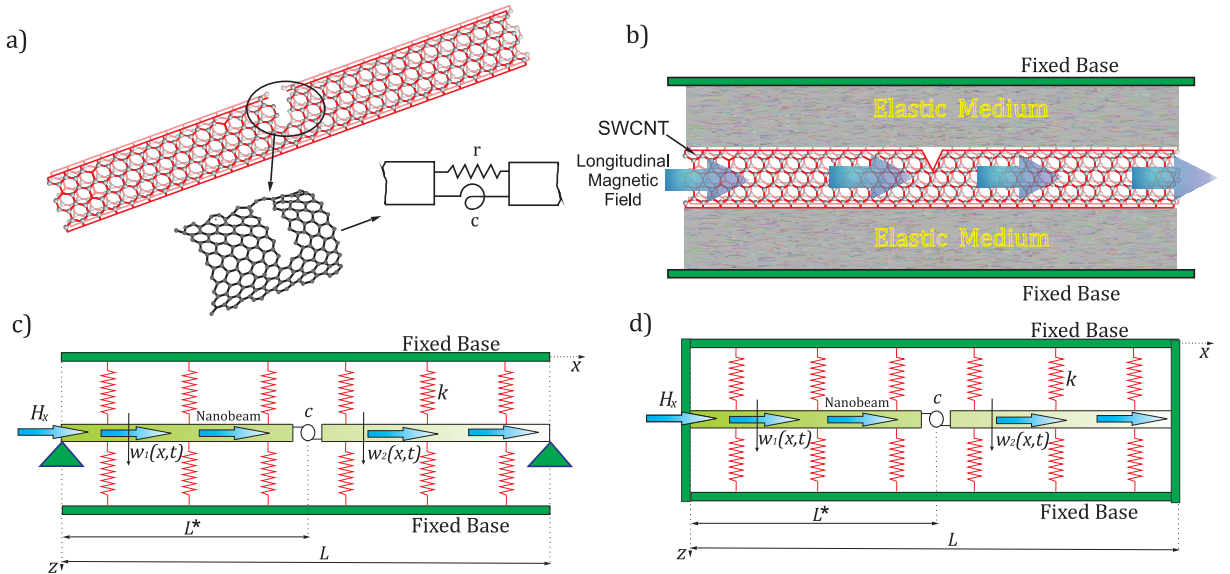 a)
r
c
b)
Fixed Base
Elastic Medium
SWCNT
Longitudinal
Magnetic
Field
Elastic Medium
Fixed Base
c)
Fixed Base
x
k
Hx
Nanobeam
c
w1(x,t)
w2(x,t)
Fixed Base
L*
L
z
d)
Fixed Base
x
k
Hx
Nanobeam
c
w1(x,t)
w2(x,t)
Fixed Base
L*
L
z